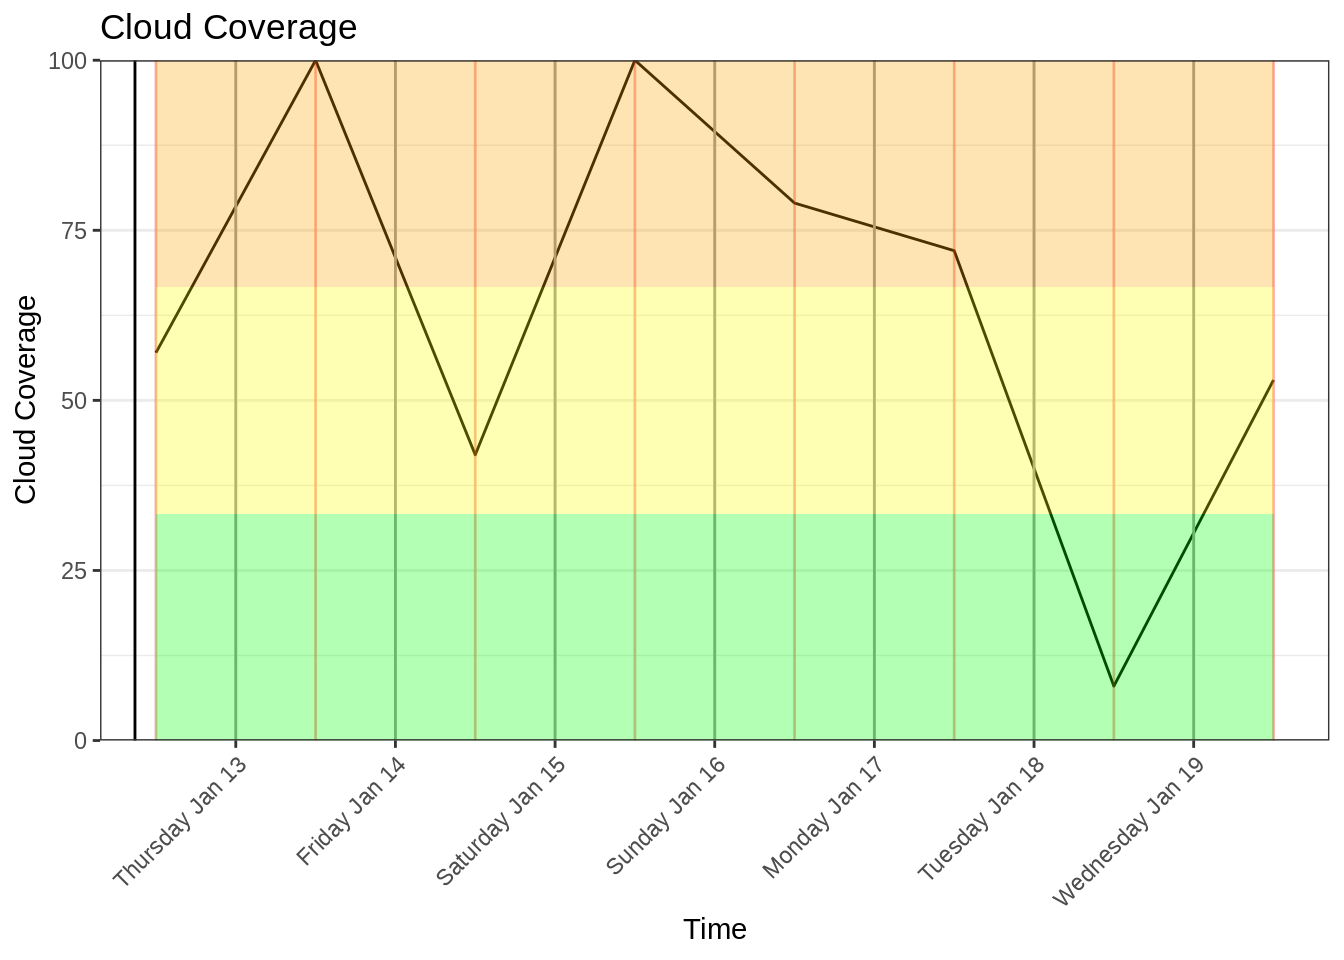 Cloud Coverage
Cloud Coverage
100
75
50
25
0
Thursday Jan 13
Friday Jan 14
Saturday Jan 15
Sunday Jan 16
Monday Jan 17
Tuesday Jan 18
Wednesday Jan 19
Time